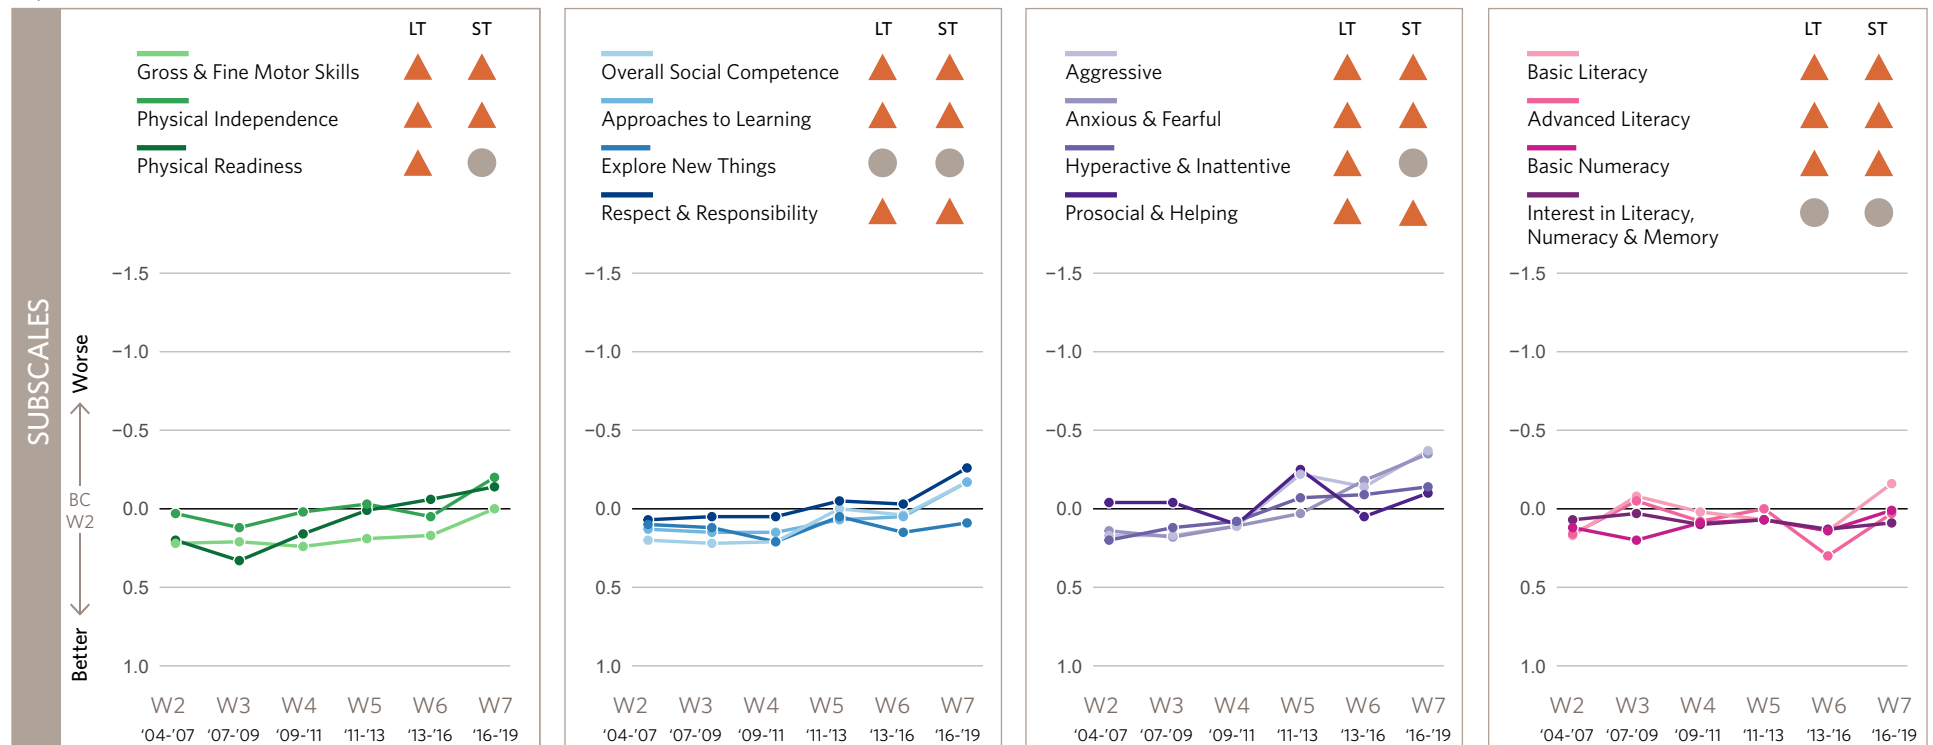 SUBSCALES
Worse
BC
W2
Better
LT ST
Gross & Fine Motor Skills
Physical Independence
Physical Readiness
−1.5
−1.0
−0.5
0.0
0.5
1.0
W2 W3 W4 W5 W6 W7
‘04-’07 ‘07-’09 ‘09-’11 ‘11-’13 ‘13-’16 ‘16-’19
LT ST
Overall Social Competence
Approaches to Learning
Explore New Things
Respect & Responsibility
−1.5
−1.0
−0.5
0.0
0.5
1.0
W2 W3 W4 W5 W6 W7
‘04-’07 ‘07-’09 ‘09-’11 ‘11-’13 ‘13-’16 ‘16-’19
LT ST
Aggressive
Anxious & Fearful
Hyperactive & Inattentive
Prosocial & Helping
−1.5
−1.0
−0.5
0.0
0.5
1.0
W2 W3 W4 W5 W6 W7
‘04-’07 ‘07-’09 ‘09-’11 ‘11-’13 ‘13-’16 ‘16-’19
LT ST
Basic Literacy
Advanced Literacy
Basic Numeracy
Interest in Literacy,
Numeracy & Memory
−1.5
−1.0
−0.5
0.0
0.5
1.0
W2 W3 W4 W5 W6 W7
‘04-’07 ‘07-’09 ‘09-’11 ‘11-’13 ‘13-’16 ‘16-’19